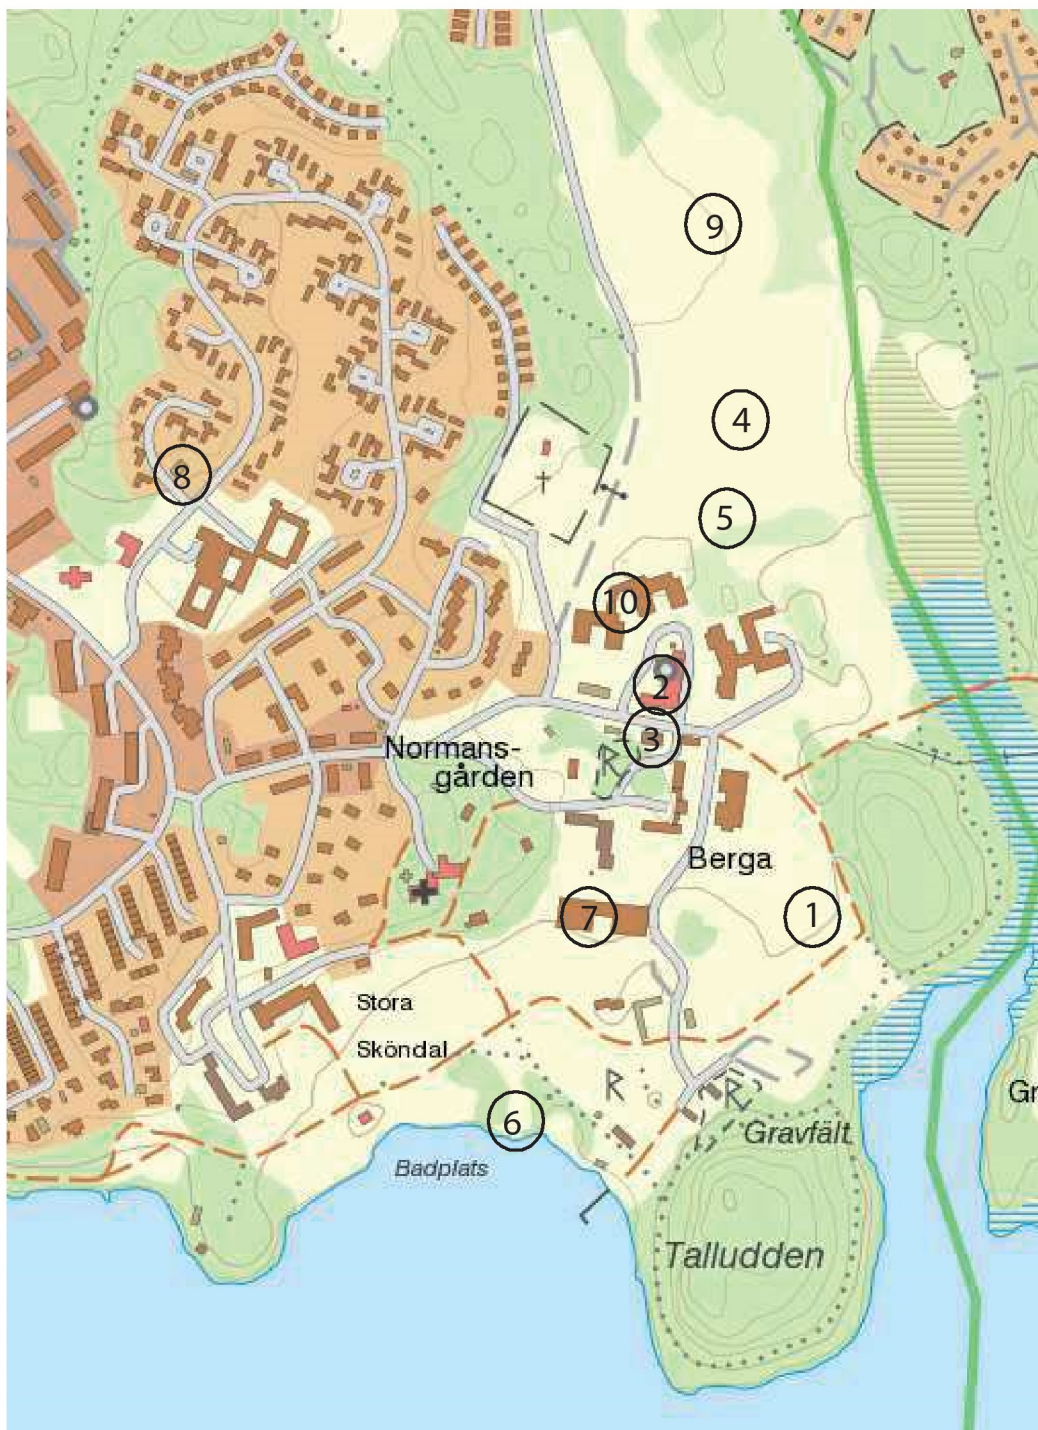 9
4
8
5
10
2
3
Normans-
gården
R
Berga
7
1
Stora
Sköndal
R
R
Gr
6
Gravfält
Badplats
Talludden